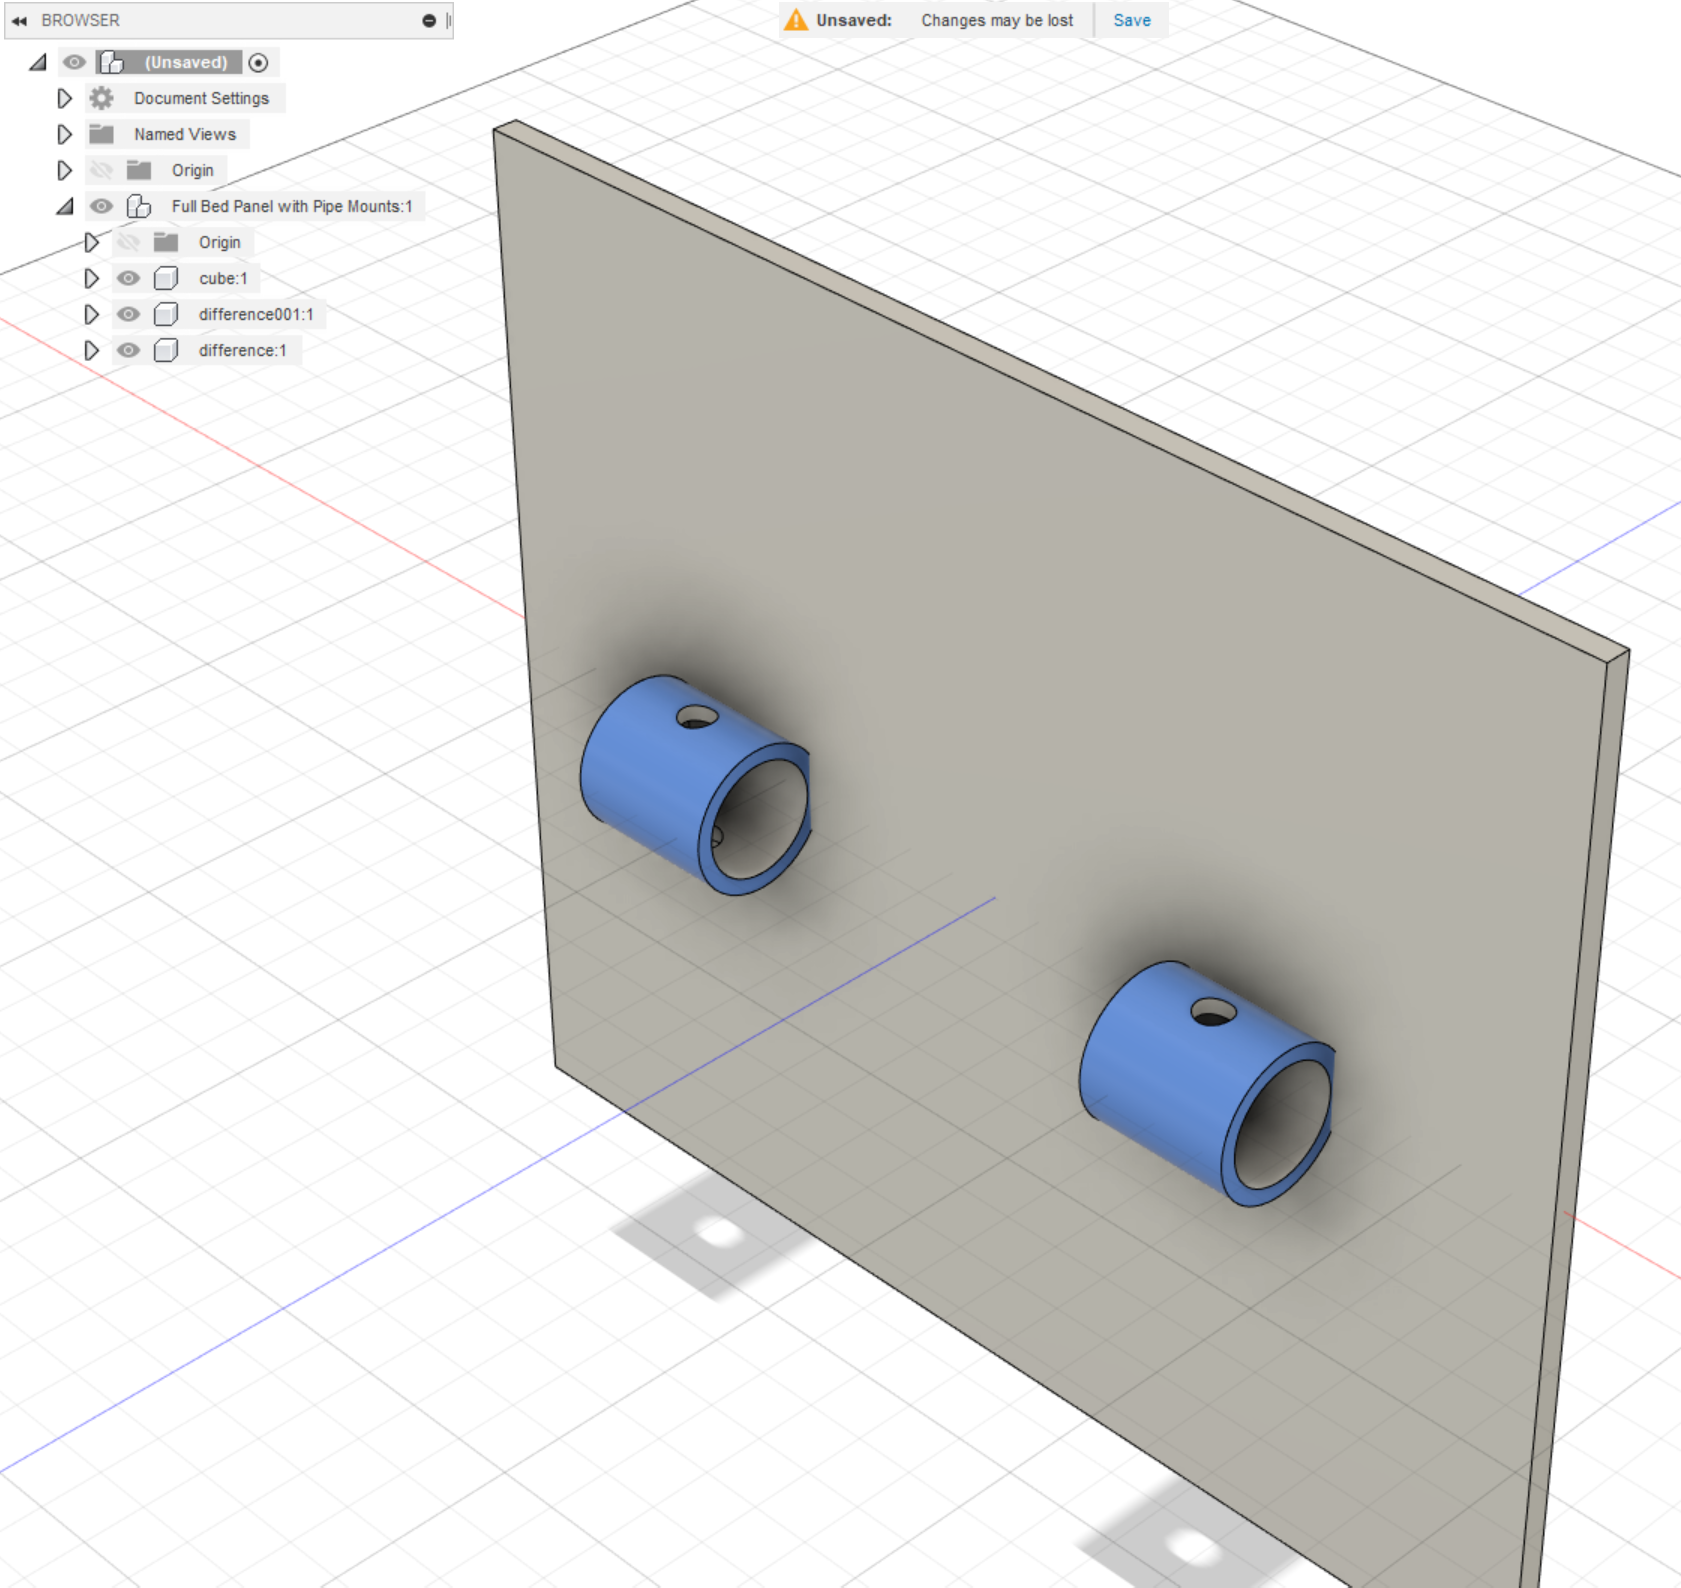 BROWSER
Unsaved: Changes may be lost Save
(Unsaved)
Document Settings
Named Views
Origin
Full Bed Panel with Pipe Mounts:1
Origin
cube:1
difference001:1
difference:1